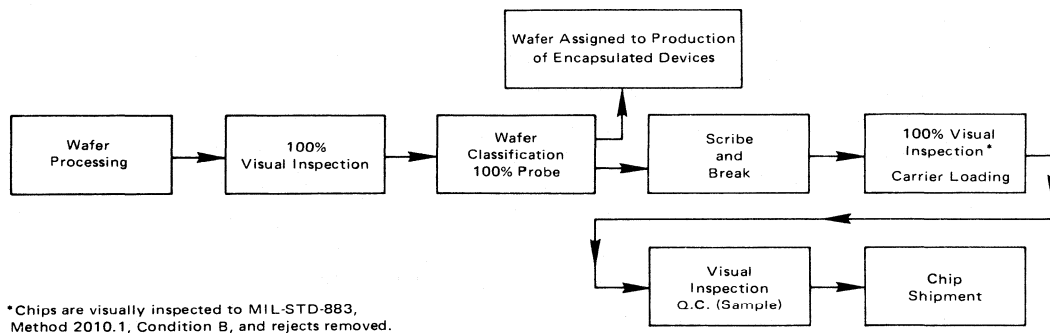 Wafer Assigned to Production
of Encapsulated Devices
Wafer
Processing
100%
Visual Inspection
Wafer
Classification
100% Probe
Scribe
and
Break
100% Visual
Inspection*
Carrier Loading
Visual
Inspection
Q.C. (Sample)
Chip
Shipment
*Chips are visually inspected to MIL-STD-883,
Method 2010.1, Condition B, and rejects removed.